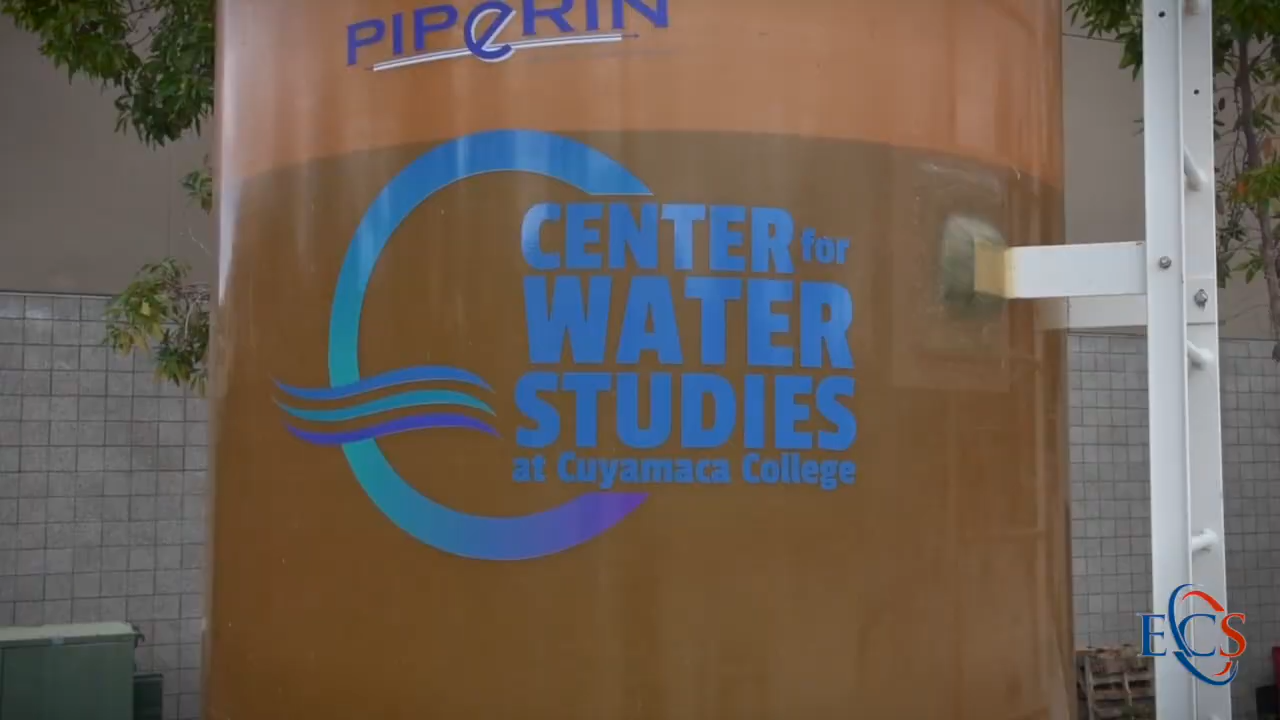 PIPeRIN
CENTER for
WATER
STUDIES
at Cuyamaca College
ECS